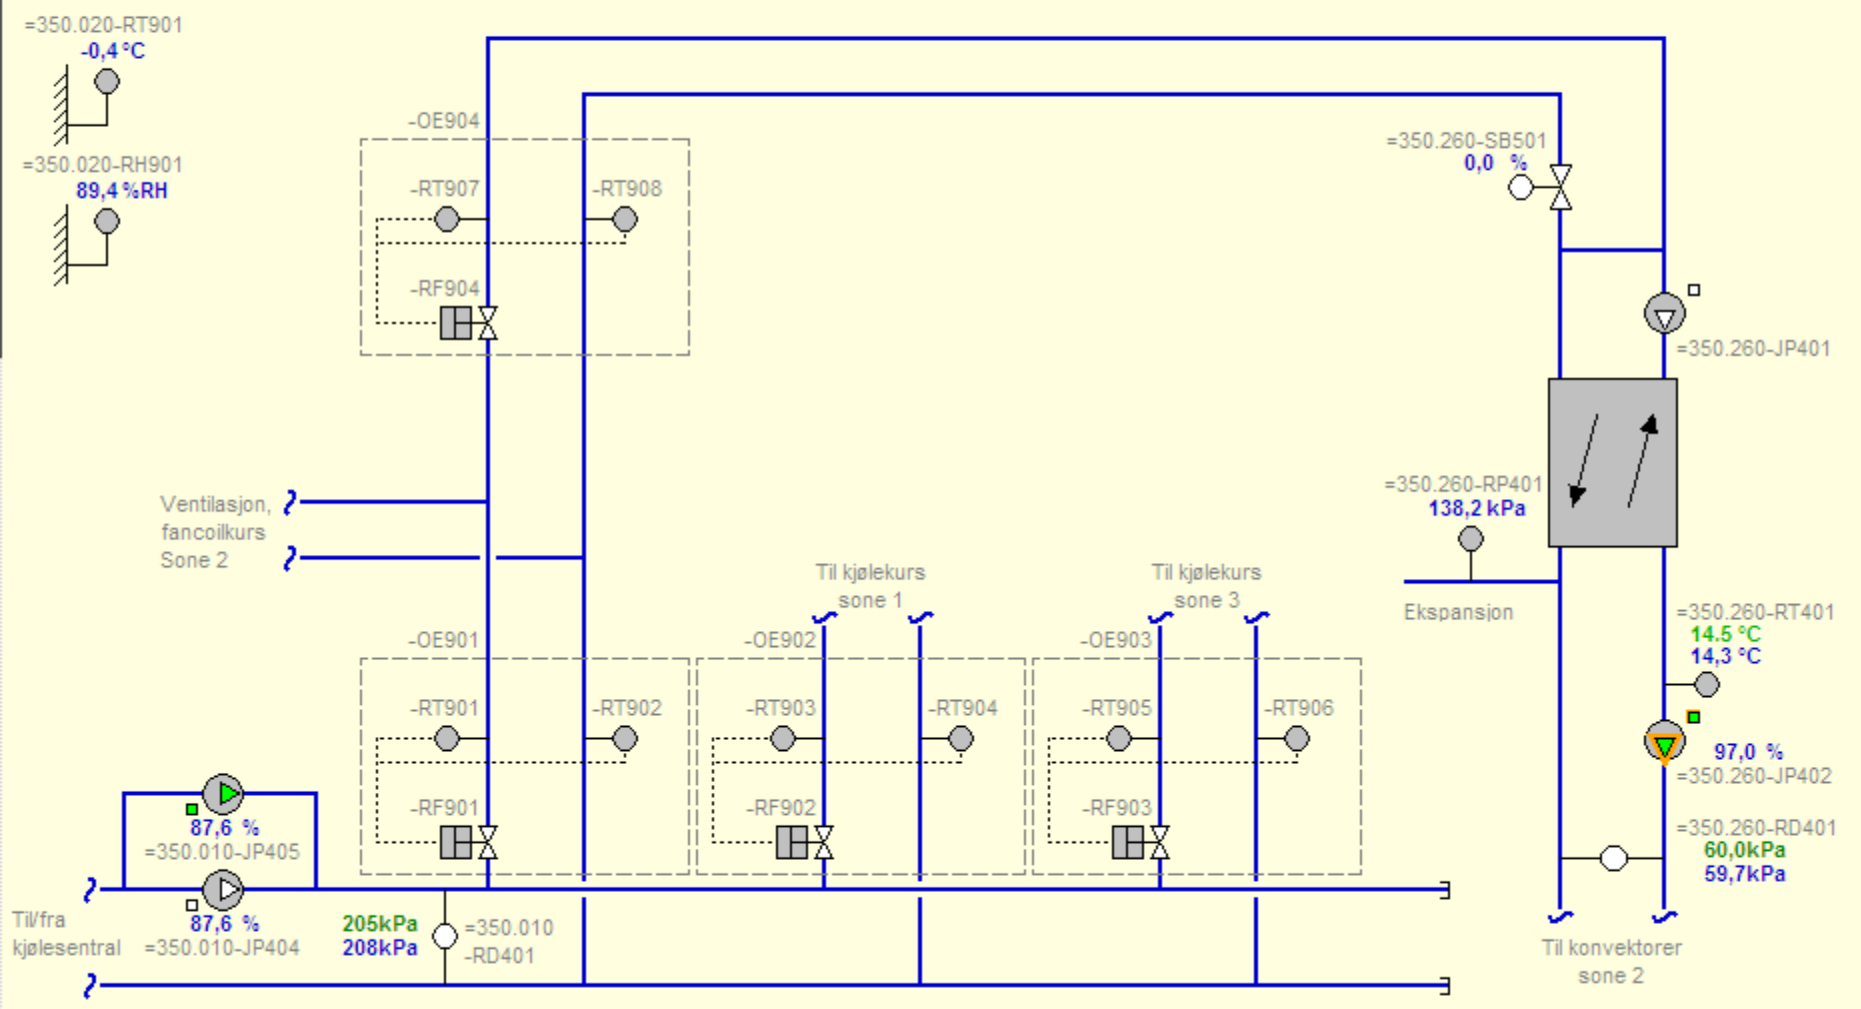 =350.020-RT901
-0,4 °C
=350.020-RH901
89,4 %RH
-OE904
-RT907
-RT908
-RF904
=350.260-SB501
0,0 %
=350.260-JP401
=350.260-RP401
138,2 kPa
Ekspansjon
Ventilasjon,
fancoilkurs
Sone 2
Til kjølekurs
sone 1
Til kjølekurs
sone 3
=350.260-RT401
14.5 °C
14,3 °C
97,0 %
=350.260-JP402
=350.260-RD401
60,0kPa
59,7kPa
Til konvektorer
sone 2
-OE901
-RT901
-RT902
-RF901
-OE902
-RT903
-RT904
-RF902
-OE903
-RT905
-RT906
-RF903
87,6 %
=350.010-JP405
87,6 %
=350.010-JP404
Til/fra
kjølesentral
205kPa
208kPa
=350.010
-RD401